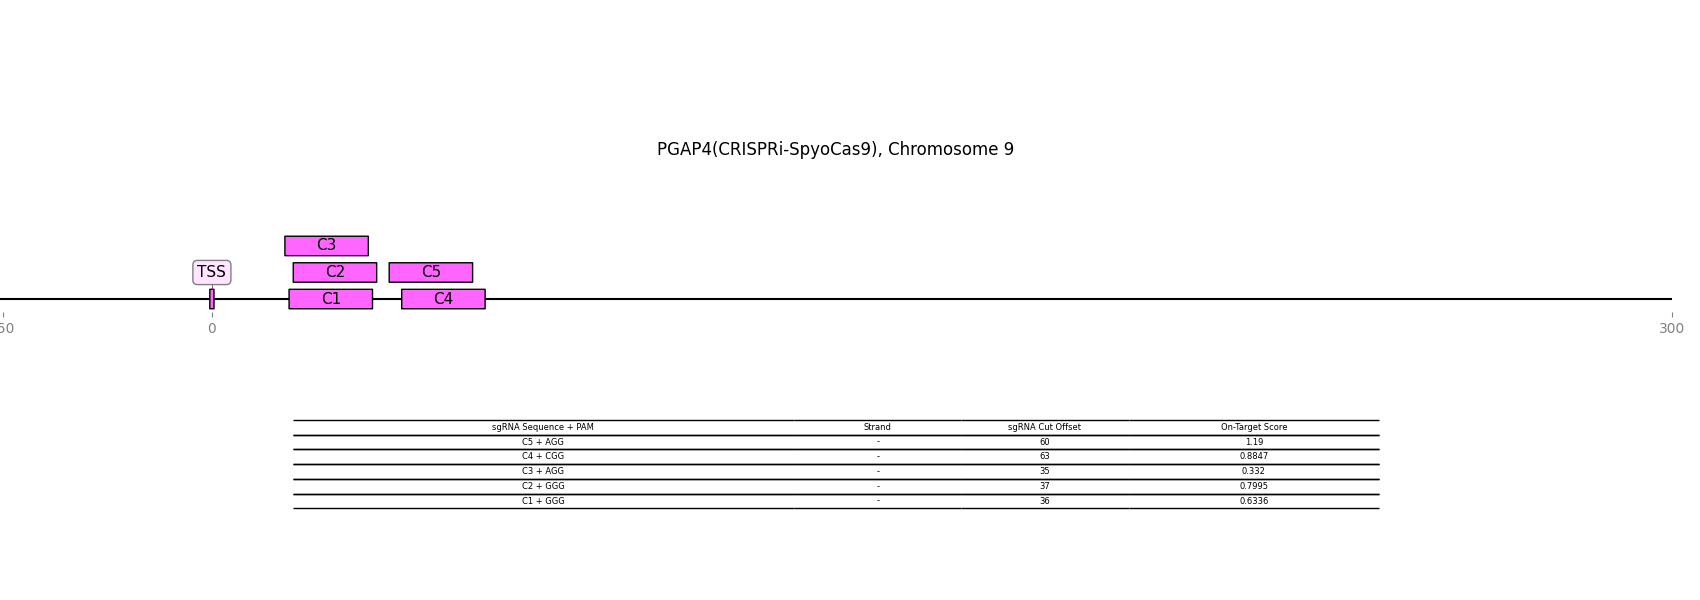 PGAP4(CRISPRi-SpyoCas9), Chromosome 9
C3
TSS C2 C5
C1 C4
50 0 300
sgRNA Sequence + PAM Strand sgRNA Cut Offset On-Target Score
C5 + AGG - 60 1.19
C4 + CGG - 63 0.8847
C3 + AGG - 35 0.332
C2 + GGG - 37 0.7995
C1 + GGG - 36 0.6336